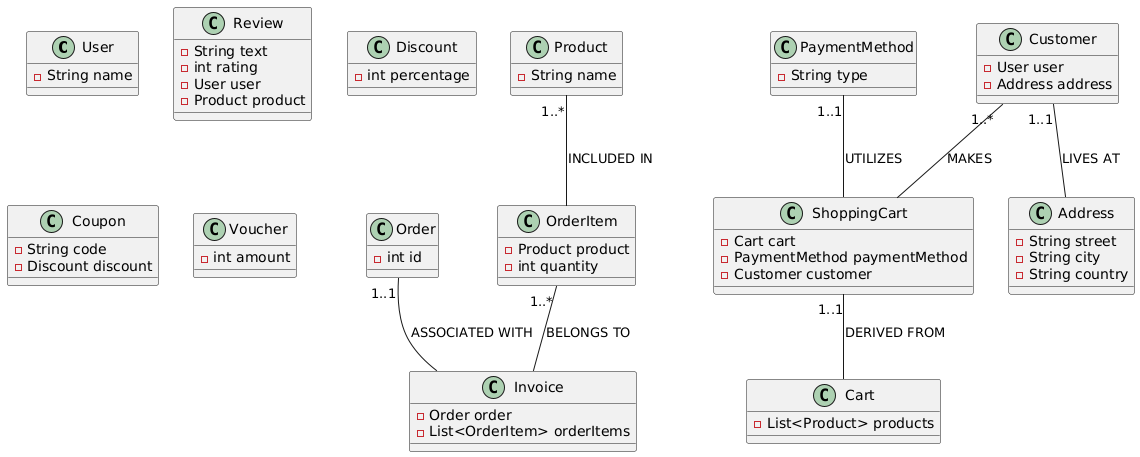 C User
String name
C Review
String text
int rating
User user
Product product
C Discount
int percentage
C Product
String name
C PaymentMethod
String type
C Customer
User user
Address address
1..*
INCLUDED IN
1..1
UTILIZES
1..*
MAKES
1..1
LIVES AT
C Coupon
String code
Discount discount
C Voucher
int amount
C Order
int id
C OrderItem
Product product
int quantity
C ShoppingCart
Cart cart
PaymentMethod paymentMethod
Customer customer
C Address
String street
String city
String country
1..1
ASSOCIATED WITH
1..*
BELONGS TO
1..1
DERIVED FROM
C Invoice
Order order
List<OrderItem> orderItems
C Cart
List<Product> products